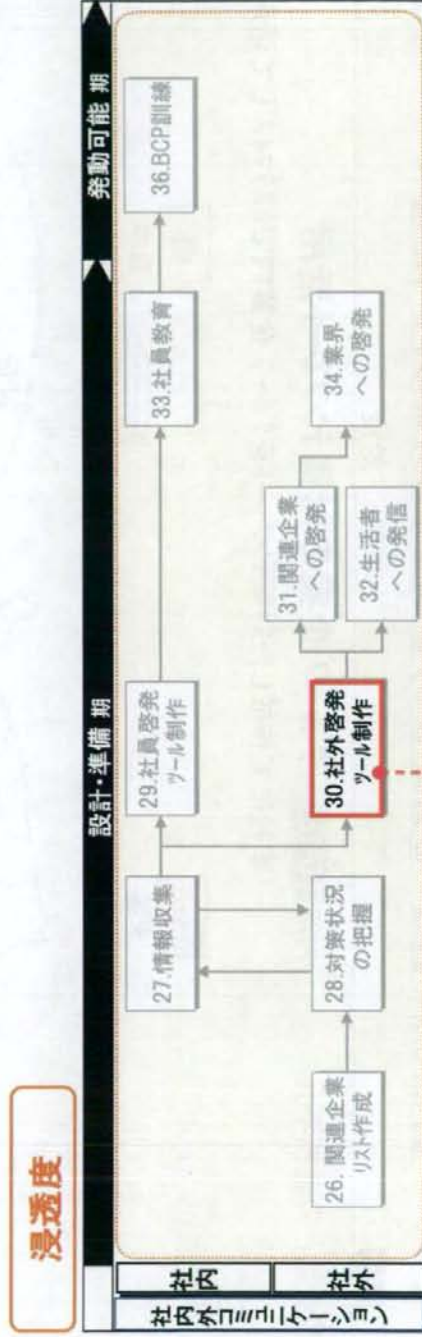 浸透度
設計・準備 期
発動可能 期
社内外コミュニケーション
社内
社外
27.情報収集
29.社員啓発
ツール制作
33.社員教育
36.BCP訓練
26. 関連企業
リスト作成
28.対策状況
の把握
30.社外啓発
ツール制作
31.関連企業
への啓発
32.生活者
への発信
34.業界
への啓発